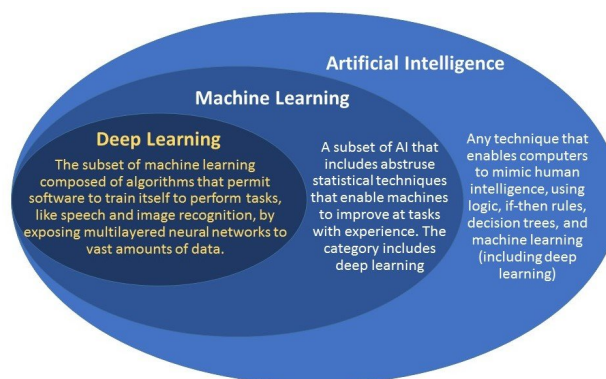 Artificial Intelligence
Machine Learning
Deep Learning
The subset of machine learning
composed of algorithms that permit
software to train itself to perform tasks,
like speech and image recognition, by
exposing multilayered neural networks to
vast amounts of data.
A subset of AI that
includes abstruse
statistical techniques
that enable machines
to improve at tasks
with experience. The
category includes
deep learning
Any technique that
enables computers
to mimic human
intelligence, using
logic, if-then rules,
decision trees, and
machine learning
(including deep
learning)